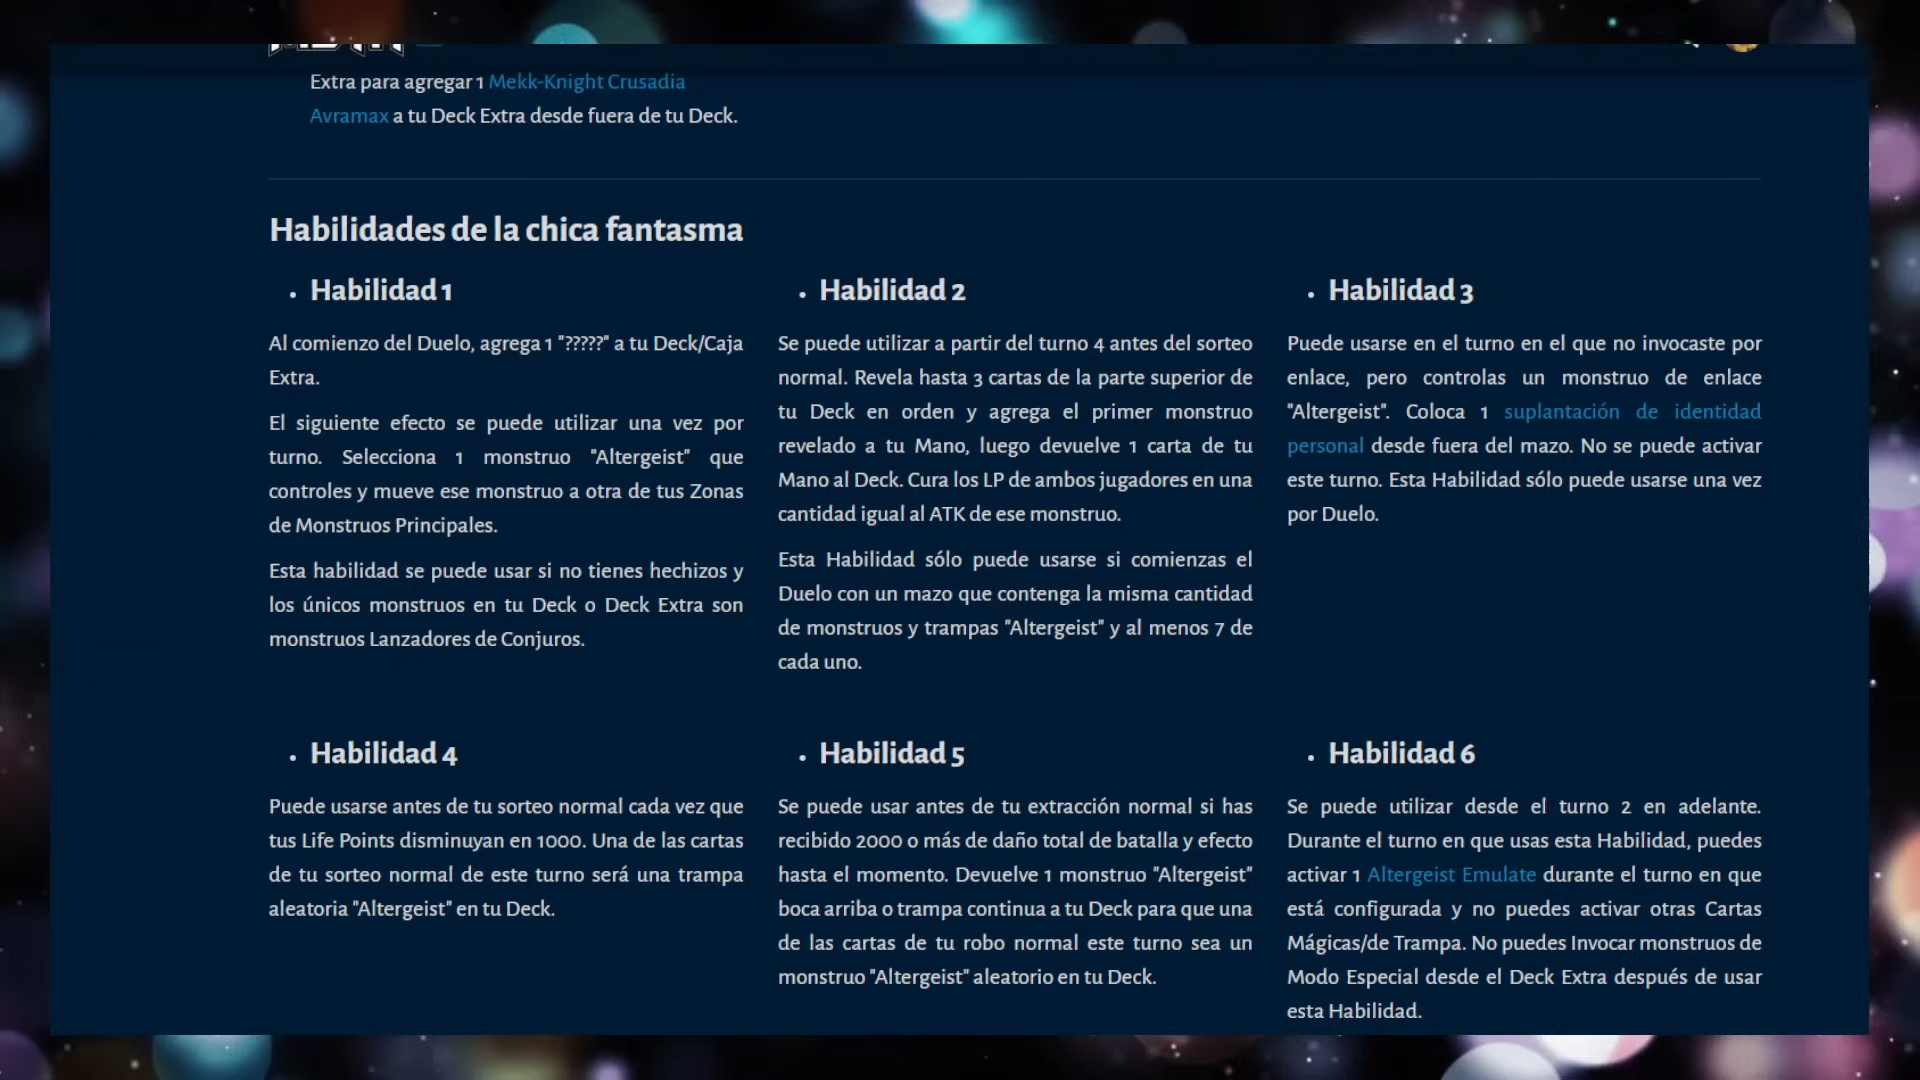 Extra para agregar 1 Mekk-Knight Crusadia
Avramax a tu Deck Extra desde fuera de tu Deck.
Habilidades de la chica fantasma
• Habilidad 1
Al comienzo del Duelo, agrega 1 "?????" a tu Deck/Caja
Extra.
El siguiente efecto se puede utilizar una vez por
turno. Selecciona 1 monstruo "Altergeist" que
controles y mueve ese monstruo a otra de tus Zonas
de Monstruos Principales.
Esta habilidad se puede usar si no tienes hechizos y
los únicos monstruos en tu Deck o Deck Extra son
monstruos Lanzadores de Conjuros.
• Habilidad 2
Se puede utilizar a partir del turno 4 antes del sorteo
normal. Revela hasta 3 cartas de la parte superior de
tu Deck en orden y agrega el primer monstruo
revelado a tu Mano, luego devuelve 1 carta de tu
Mano al Deck. Cura los LP de ambos jugadores en una
cantidad igual al ATK de ese monstruo.
Esta Habilidad sólo puede usarse si comienzas el
Duelo con un mazo que contenga la misma cantidad
de monstruos y trampas "Altergeist" y al menos 7 de
cada uno.
• Habilidad 3
Puede usarse en el turno en el que no invocaste por
enlace, pero controlas un monstruo de enlace
"Altergeist". Coloca 1 suplantación de identidad
personal desde fuera del mazo. No se puede activar
este turno. Esta Habilidad sólo puede usarse una vez
por Duelo.
• Habilidad 4
Puede usarse antes de tu sorteo normal cada vez que
tus Life Points disminuyan en 1000. Una de las cartas
de tu sorteo normal de este turno será una trampa
aleatoria "Altergeist" en tu Deck.
• Habilidad 5
Se puede usar antes de tu extracción normal si has
recibido 2000 o más de daño total de batalla y efecto
hasta el momento. Devuelve 1 monstruo "Altergeist"
boca arriba o trampa continua a tu Deck para que una
de las cartas de tu robo normal este turno sea un
monstruo "Altergeist" aleatorio en tu Deck.
• Habilidad 6
Se puede utilizar desde el turno 2 en adelante.
Durante el turno en que usas esta Habilidad, puedes
activar 1 Altergeist Emulate durante el turno en que
está configurada y no puedes activar otras Cartas
Mágicas/de Trampa. No puedes Invocar monstruos de
Modo Especial desde el Deck Extra después de usar
esta Habilidad.